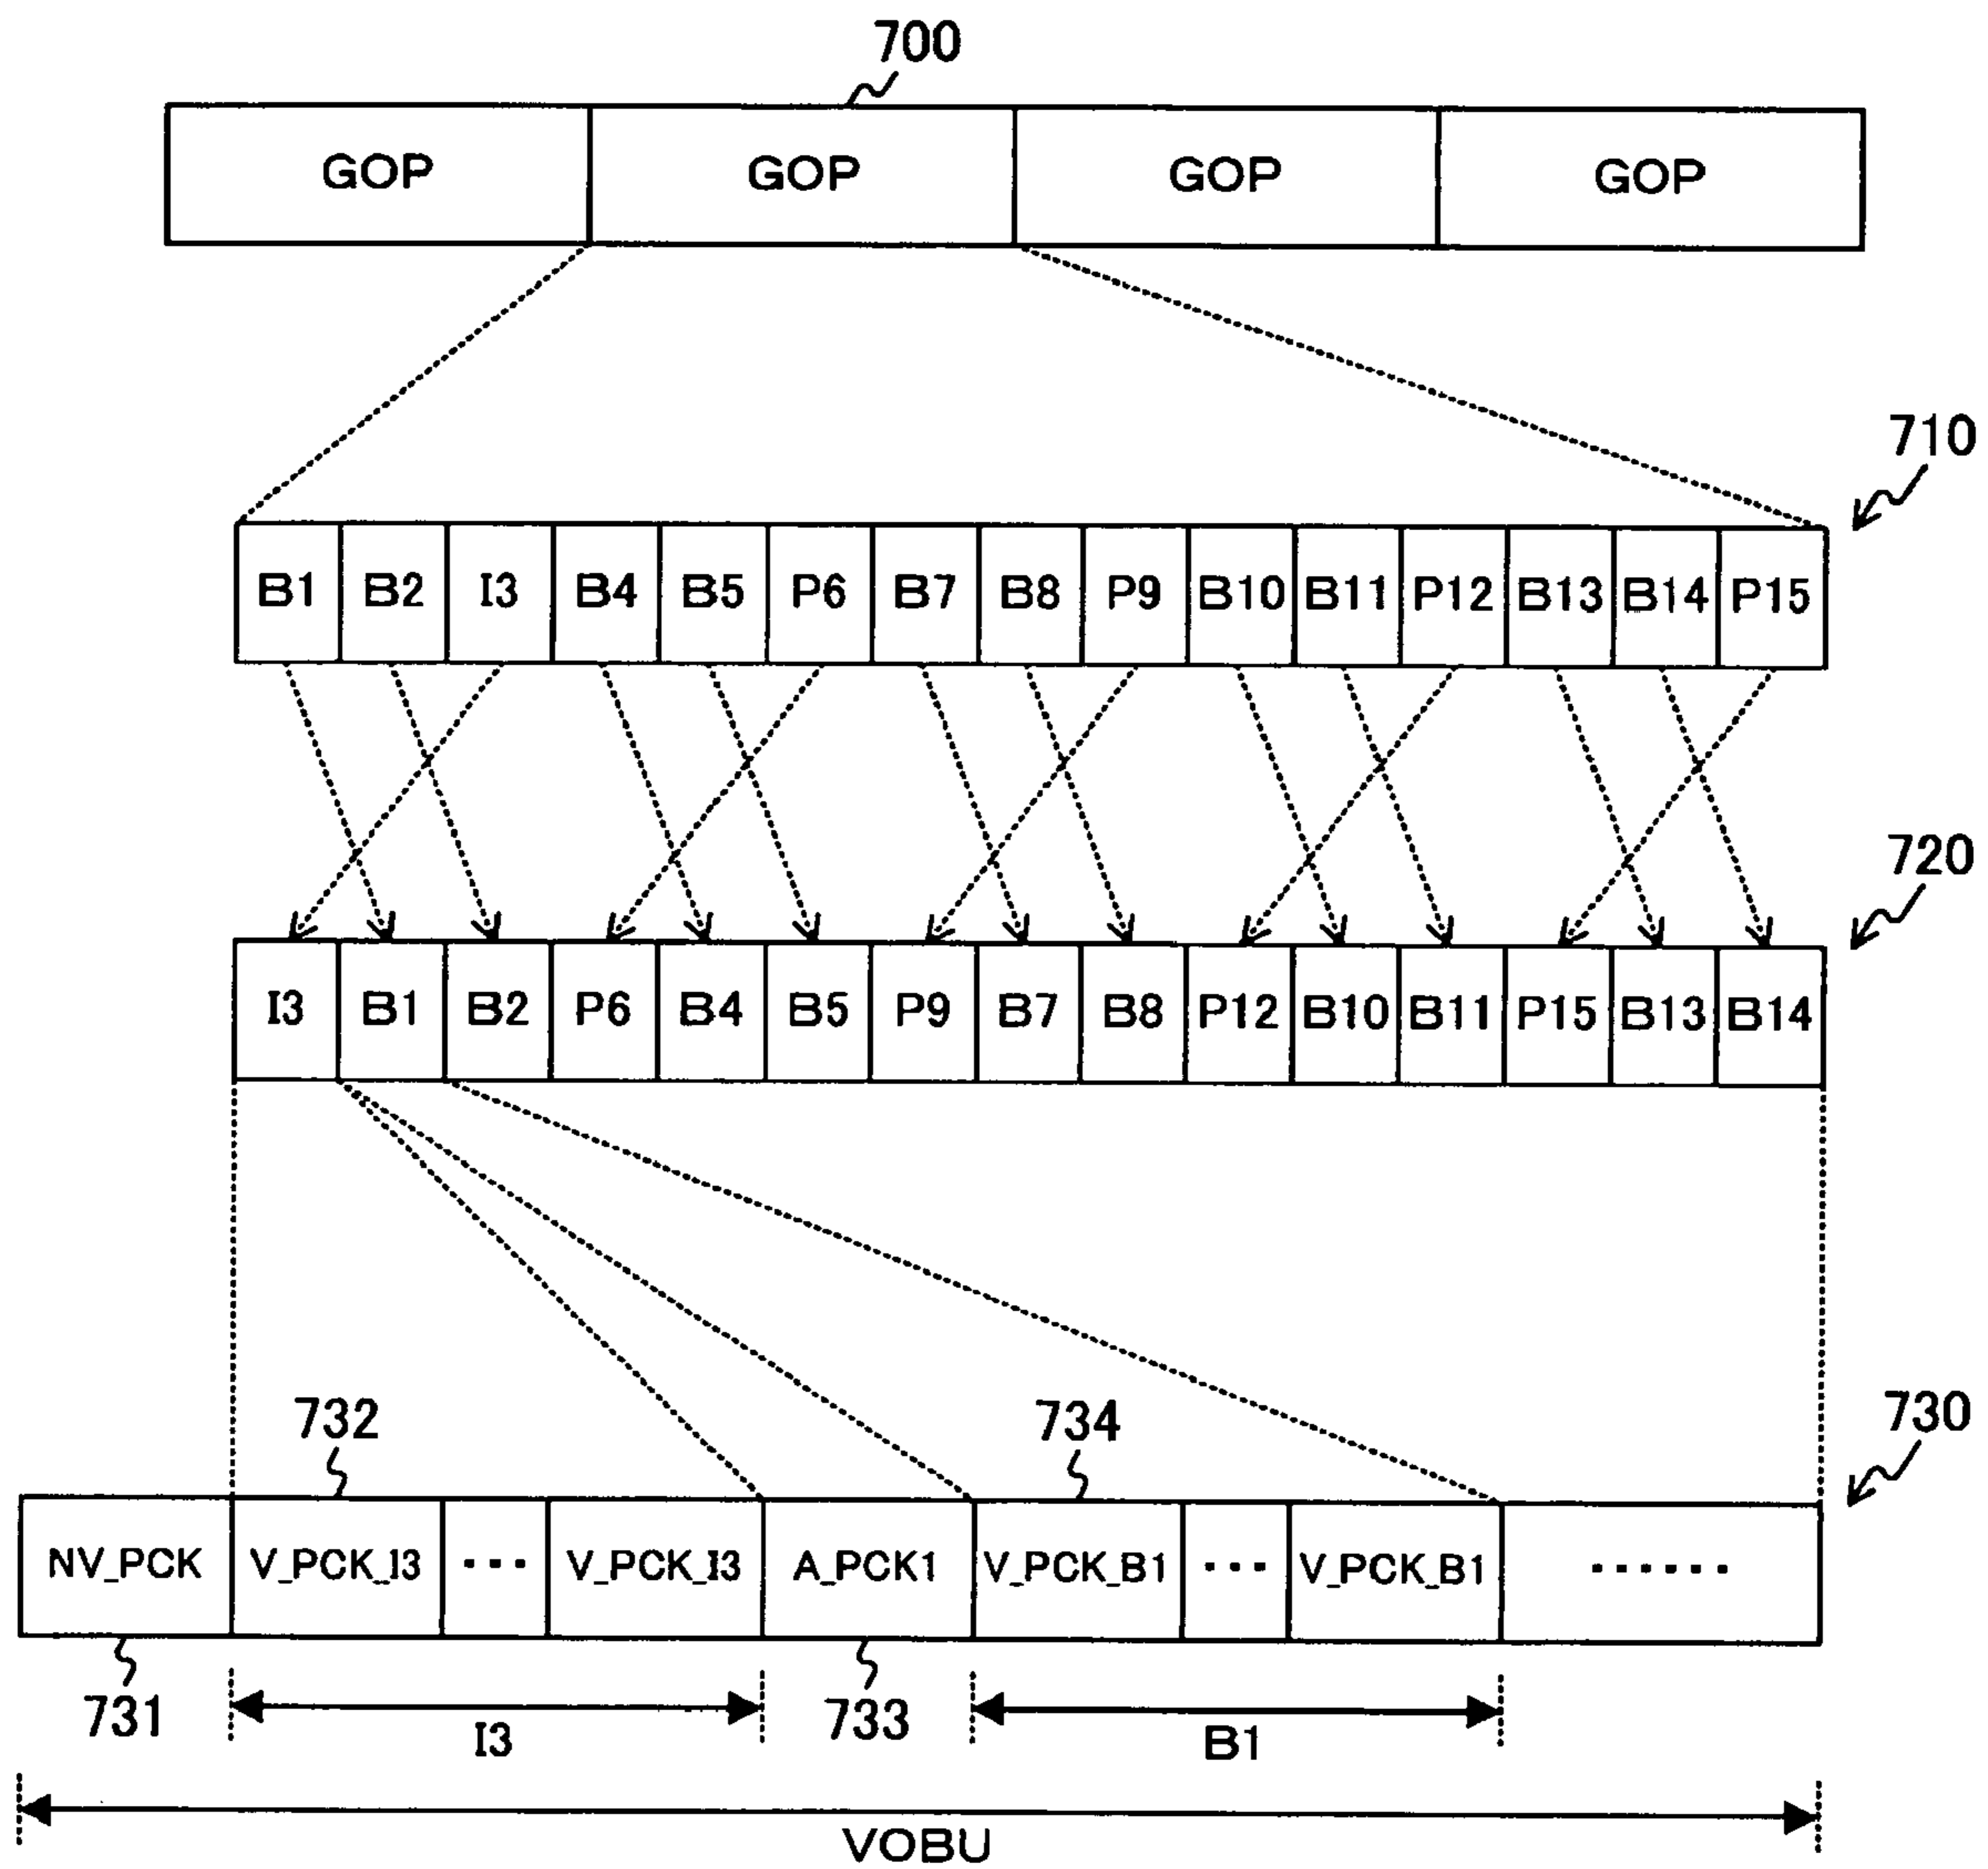 700
GOP GOP GOP GOP
710
B1 B2 I3 B4 B5 P6 B7 B8 P9 B10 B11 P12 B13 B14 P15
720
I3 B1 B2 P6 B4 B5 P9 B7 B8 P12 B10 B11 P15 B13 B14
732 734 730
NV_PCK V_PCK_I3 ··· V_PCK_I3 A_PCK1 V_PCK_B1 ··· V_PCK_B1 ······
731 I3 733 B1
VOBU